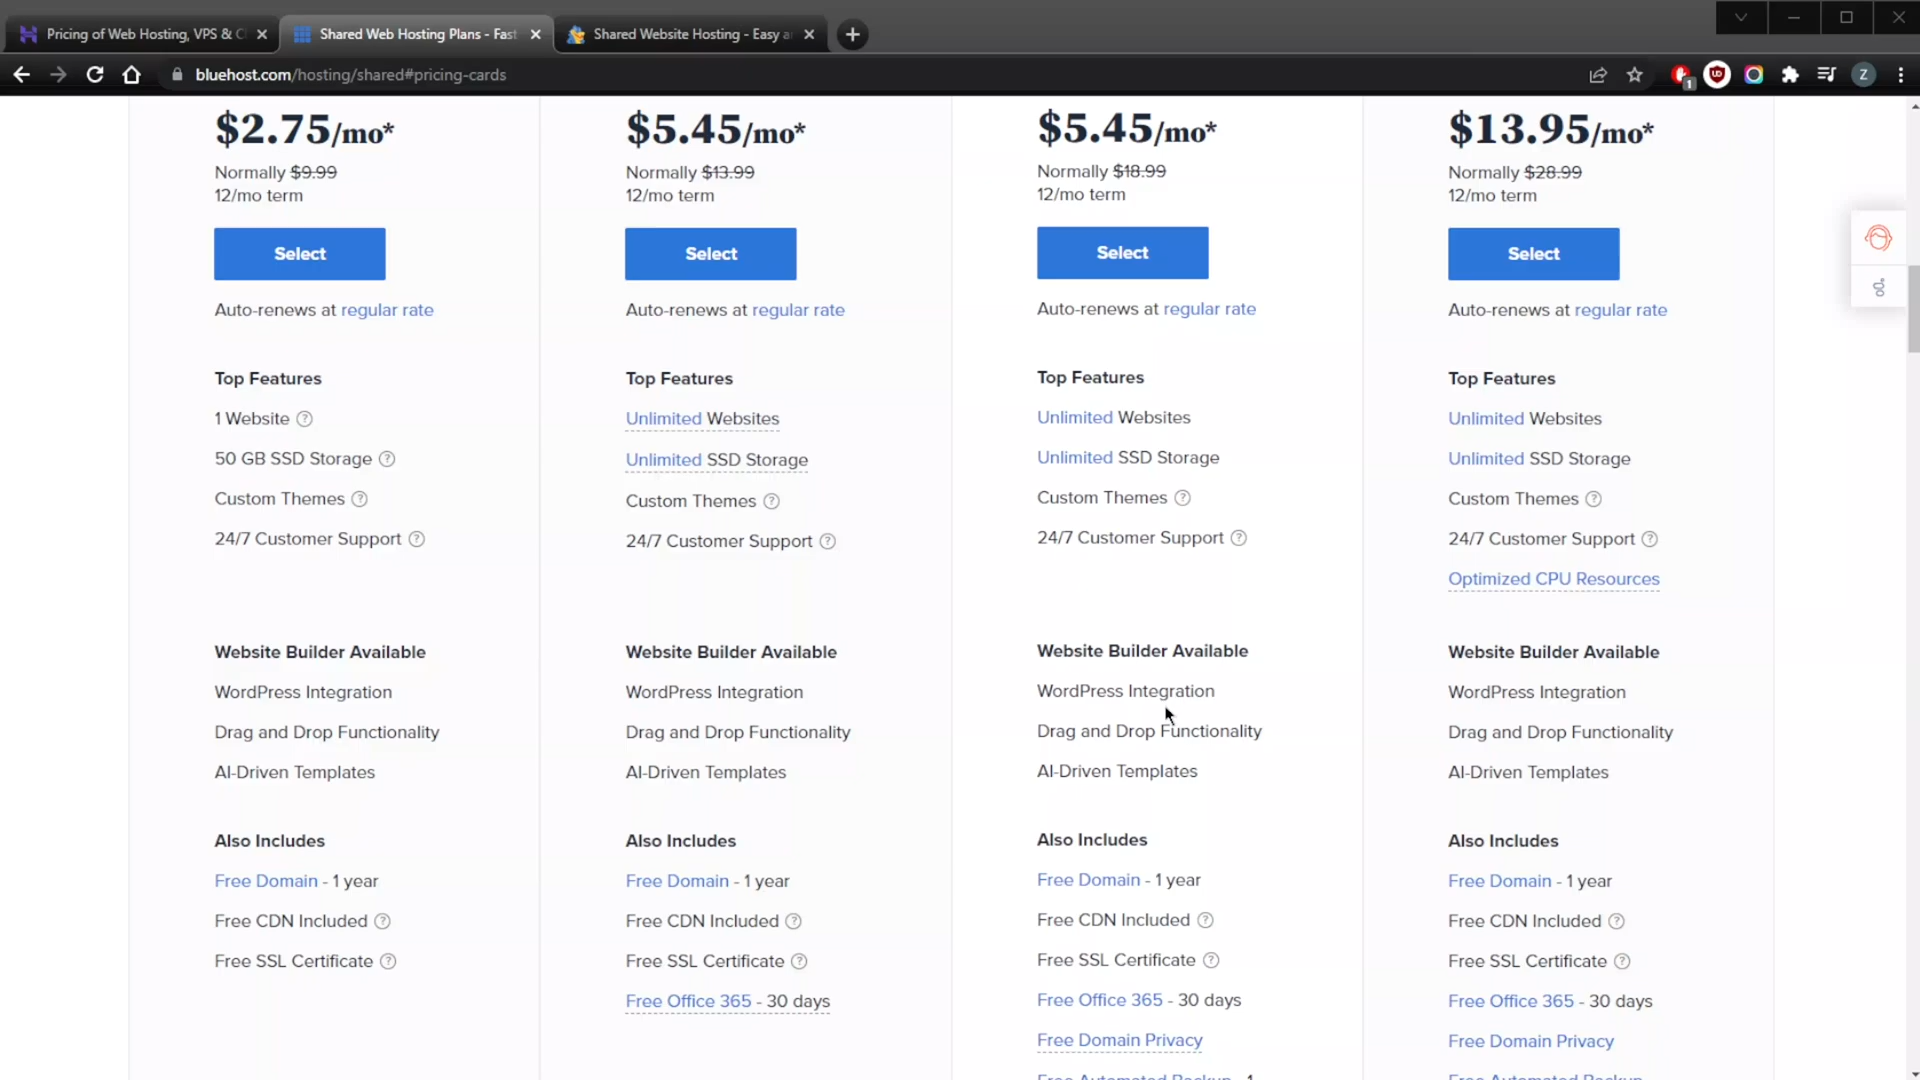 Pricing of Web Hosting, VPS & C
Shared Web Hosting Plans - Fast
Shared Website Hosting - Easy a
bluehost.com/hosting/shared#pricing-cards
1
Z
$2.75/mo*
Normally $9.99
12/mo term
Select
Auto-renews at regular rate
Top Features
1 Website
50 GB SSD Storage
Custom Themes
24/7 Customer Support
Website Builder Available
WordPress Integration
Drag and Drop Functionality
AI-Driven Templates
Also Includes
Free Domain - 1 year
Free CDN Included
Free SSL Certificate
$5.45/mo*
Normally $13.99
12/mo term
Select
Auto-renews at regular rate
Top Features
Unlimited Websites
Unlimited SSD Storage
Custom Themes
24/7 Customer Support
Website Builder Available
WordPress Integration
Drag and Drop Functionality
AI-Driven Templates
Also Includes
Free Domain - 1 year
Free CDN Included
Free SSL Certificate
Free Office 365 - 30 days
$5.45/mo*
Normally $18.99
12/mo term
Select
Auto-renews at regular rate
Top Features
Unlimited Websites
Unlimited SSD Storage
Custom Themes
24/7 Customer Support
Website Builder Available
WordPress Integration
Drag and Drop Functionality
AI-Driven Templates
Also Includes
Free Domain - 1 year
Free CDN Included
Free SSL Certificate
Free Office 365 - 30 days
Free Domain Privacy
Free Automated Backup - 1
$13.95/mo*
Normally $28.99
12/mo term
Select
Auto-renews at regular rate
Top Features
Unlimited Websites
Unlimited SSD Storage
Custom Themes
24/7 Customer Support
Optimized CPU Resources
Website Builder Available
WordPress Integration
Drag and Drop Functionality
AI-Driven Templates
Also Includes
Free Domain - 1 year
Free CDN Included
Free SSL Certificate
Free Office 365 - 30 days
Free Domain Privacy
Free Automated Backup